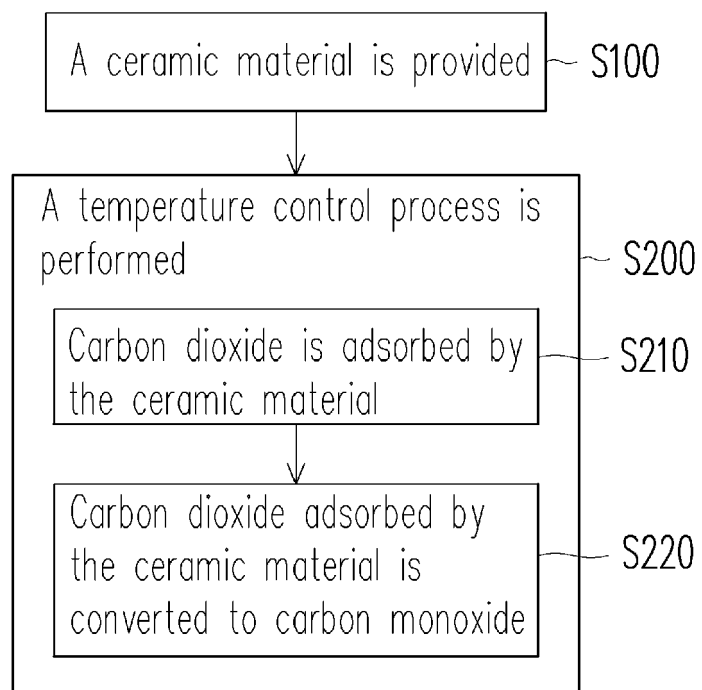 A ceramic material is provided
S100
A temperature control process is
performed
S200
Carbon dioxide is adsorbed by
the ceramic material
S210
Carbon dioxide adsorbed by
the ceramic material is
converted to carbon monoxide
S220